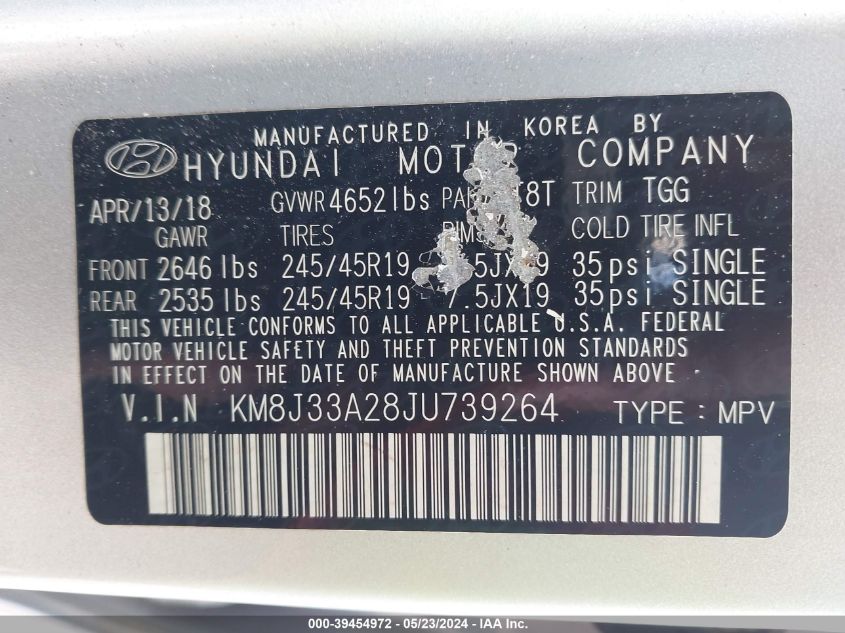 MANUFACTURED IN KOREA BY
HYUNDAI COMPANY
APR/13/18 GVWR 4652 lbs TRIM TGG
GAWR TIRES COLD TIRE INFL
FRONT 2646 lbs 245/45R19 35psi SINGLE
REAR 2535 lbs 245/45R19 7.5JX19 35psi SINGLE
THIS VEHICLE CONFORMS TO ALL APPLICABLE U.S.A. FEDERAL
MOTOR VEHICLE SAFETY AND THEFT PREVENTION STANDARDS
IN EFFECT ON THE DATE OF MANUFACTURE SHOWN ABOVE
V.I.N KM8J33A28JU739264 TYPE : MPV
000-39454972 — 05/23/2024 — IAA Inc.